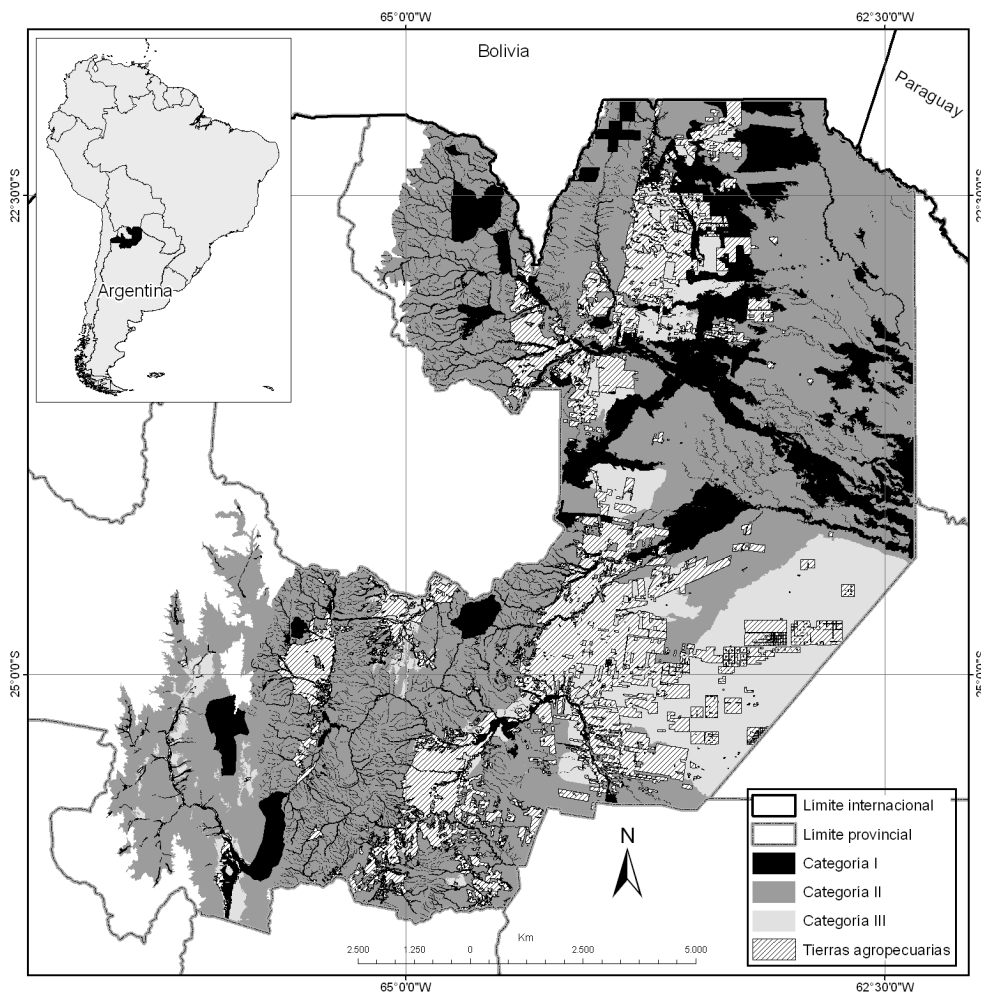 65°0'0"W
62°30'0"W
Bolivia
Paraguay
22°30'0"S
22°30'0"S
Argentina
25°0'0"S
25°0'0"S
Limite internacional
Limite provincial
Categoria I
Categoria II
Categoria III
Tierras agropecuarias
N
Km
2.500
1.250
0
2.500
5.000
65°0'0"W
62°30'0"W